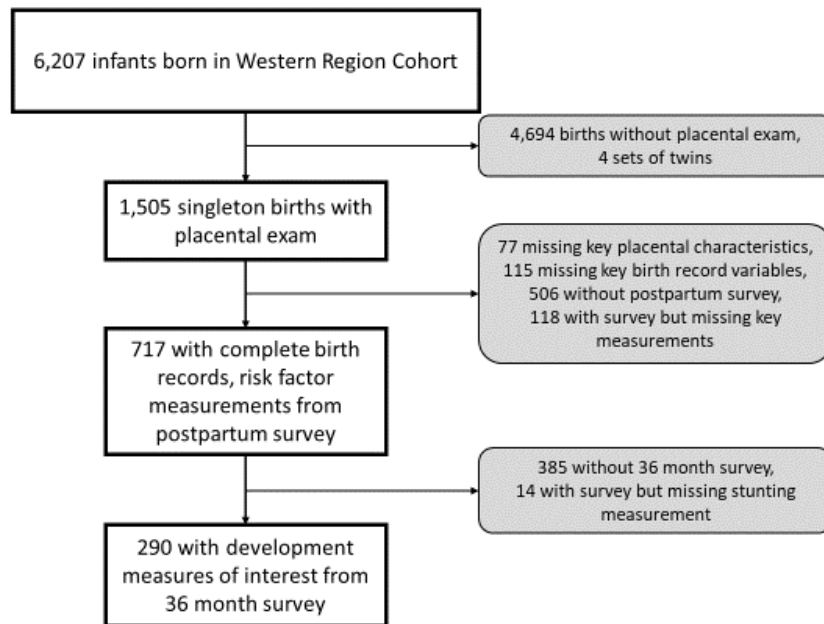 6,207 infants born in Western Region Cohort
4,694 births without placental exam,
4 sets of twins
1,505 singleton births with
placental exam
77 missing key placental characteristics,
115 missing key birth record variables,
506 without postpartum survey,
118 with survey but missing key
measurements
717 with complete birth
records, risk factor
measurements from
postpartum survey
385 without 36 month survey,
14 with survey but missing stunting
measurement
290 with development
measures of interest from
36 month survey